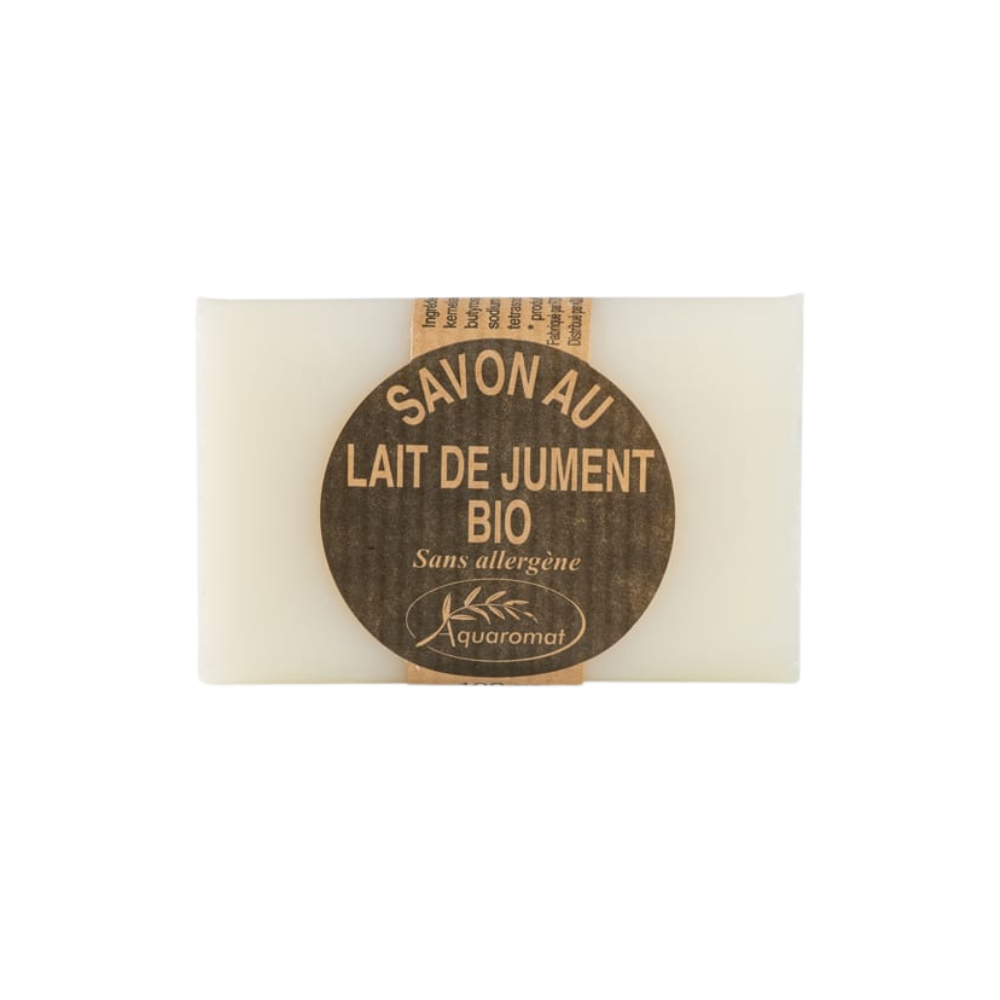 SAVON AU
LAIT DE JUMENT
BIO
Sans allergène
Aquaromat